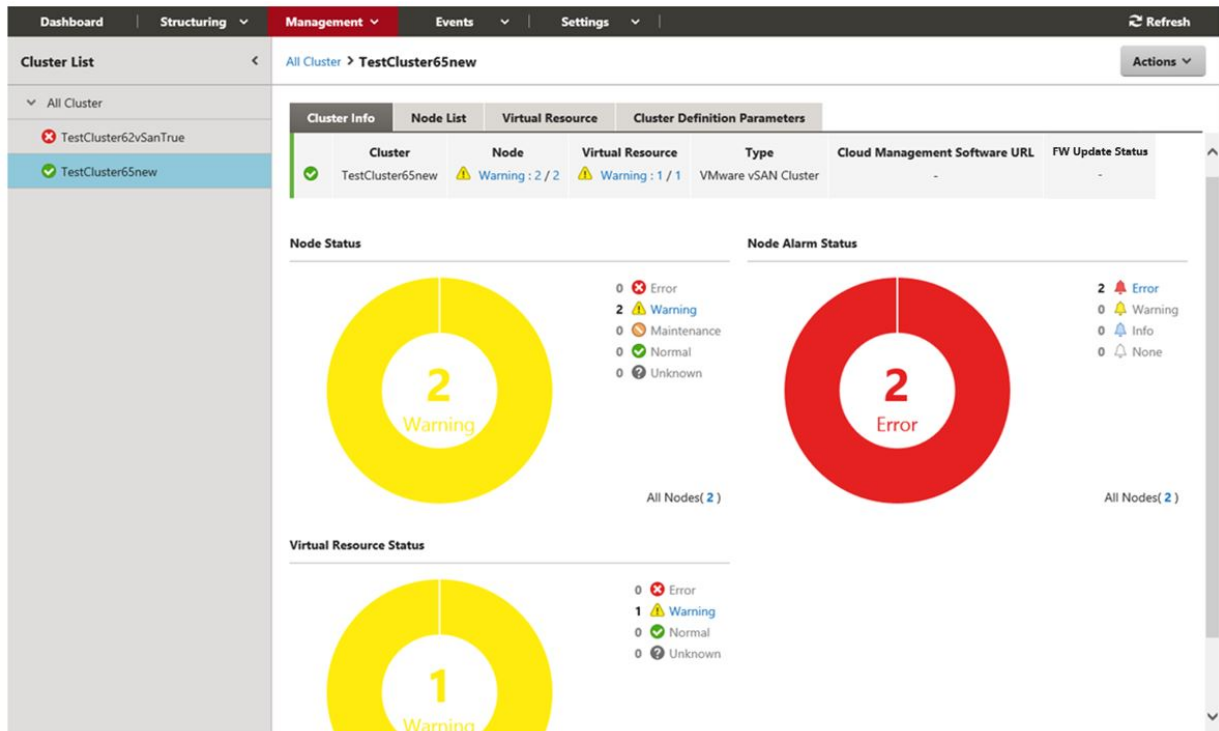 Dashboard Structuring Management Events Settings Refresh
Cluster List
All Cluster
TestCluster62vSanTrue
TestCluster65new
All Cluster > TestCluster65new Actions
Cluster Info Node List Virtual Resource Cluster Definition Parameters
Cluster Node Virtual Resource Type Cloud Management Software URL FW Update Status
TestCluster65new Warning : 2 / 2 Warning : 1 / 1 VMware vSAN Cluster - -
Node Status
0 Error
2 Warning
0 Maintenance
0 Normal
0 Unknown
2
Warning
All Nodes( 2 )
Node Alarm Status
2 Error
0 Warning
0 Info
0 None
2
Error
All Nodes( 2 )
Virtual Resource Status
0 Error
1 Warning
0 Normal
0 Unknown
1
Warning